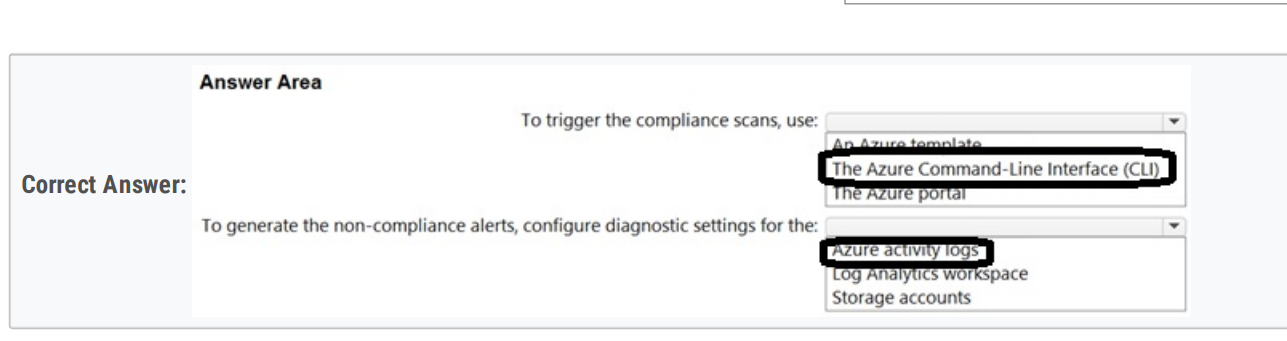 Answer Area
To trigger the compliance scans, use:
An Azure template
The Azure Command-Line Interface (CLI)
The Azure portal
Correct Answer:
To generate the non-compliance alerts, configure diagnostic settings for the:
Azure activity logs
Log Analytics workspace
Storage accounts